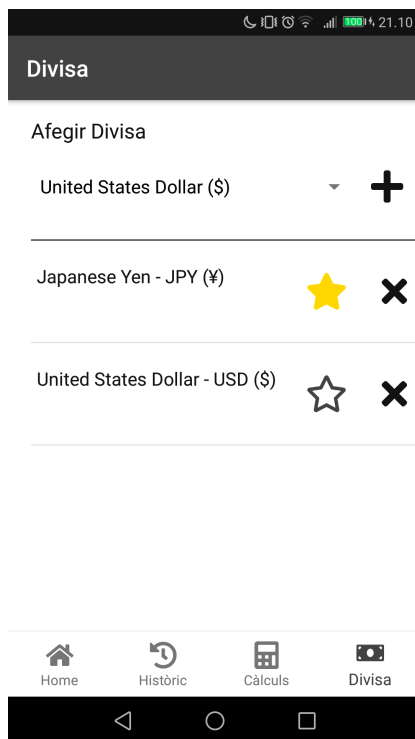 100 21.10
Divisa
Afegir Divisa
United States Dollar ($)
Japanese Yen - JPY (¥)
United States Dollar - USD ($)
Home Històric Càlculs Divisa